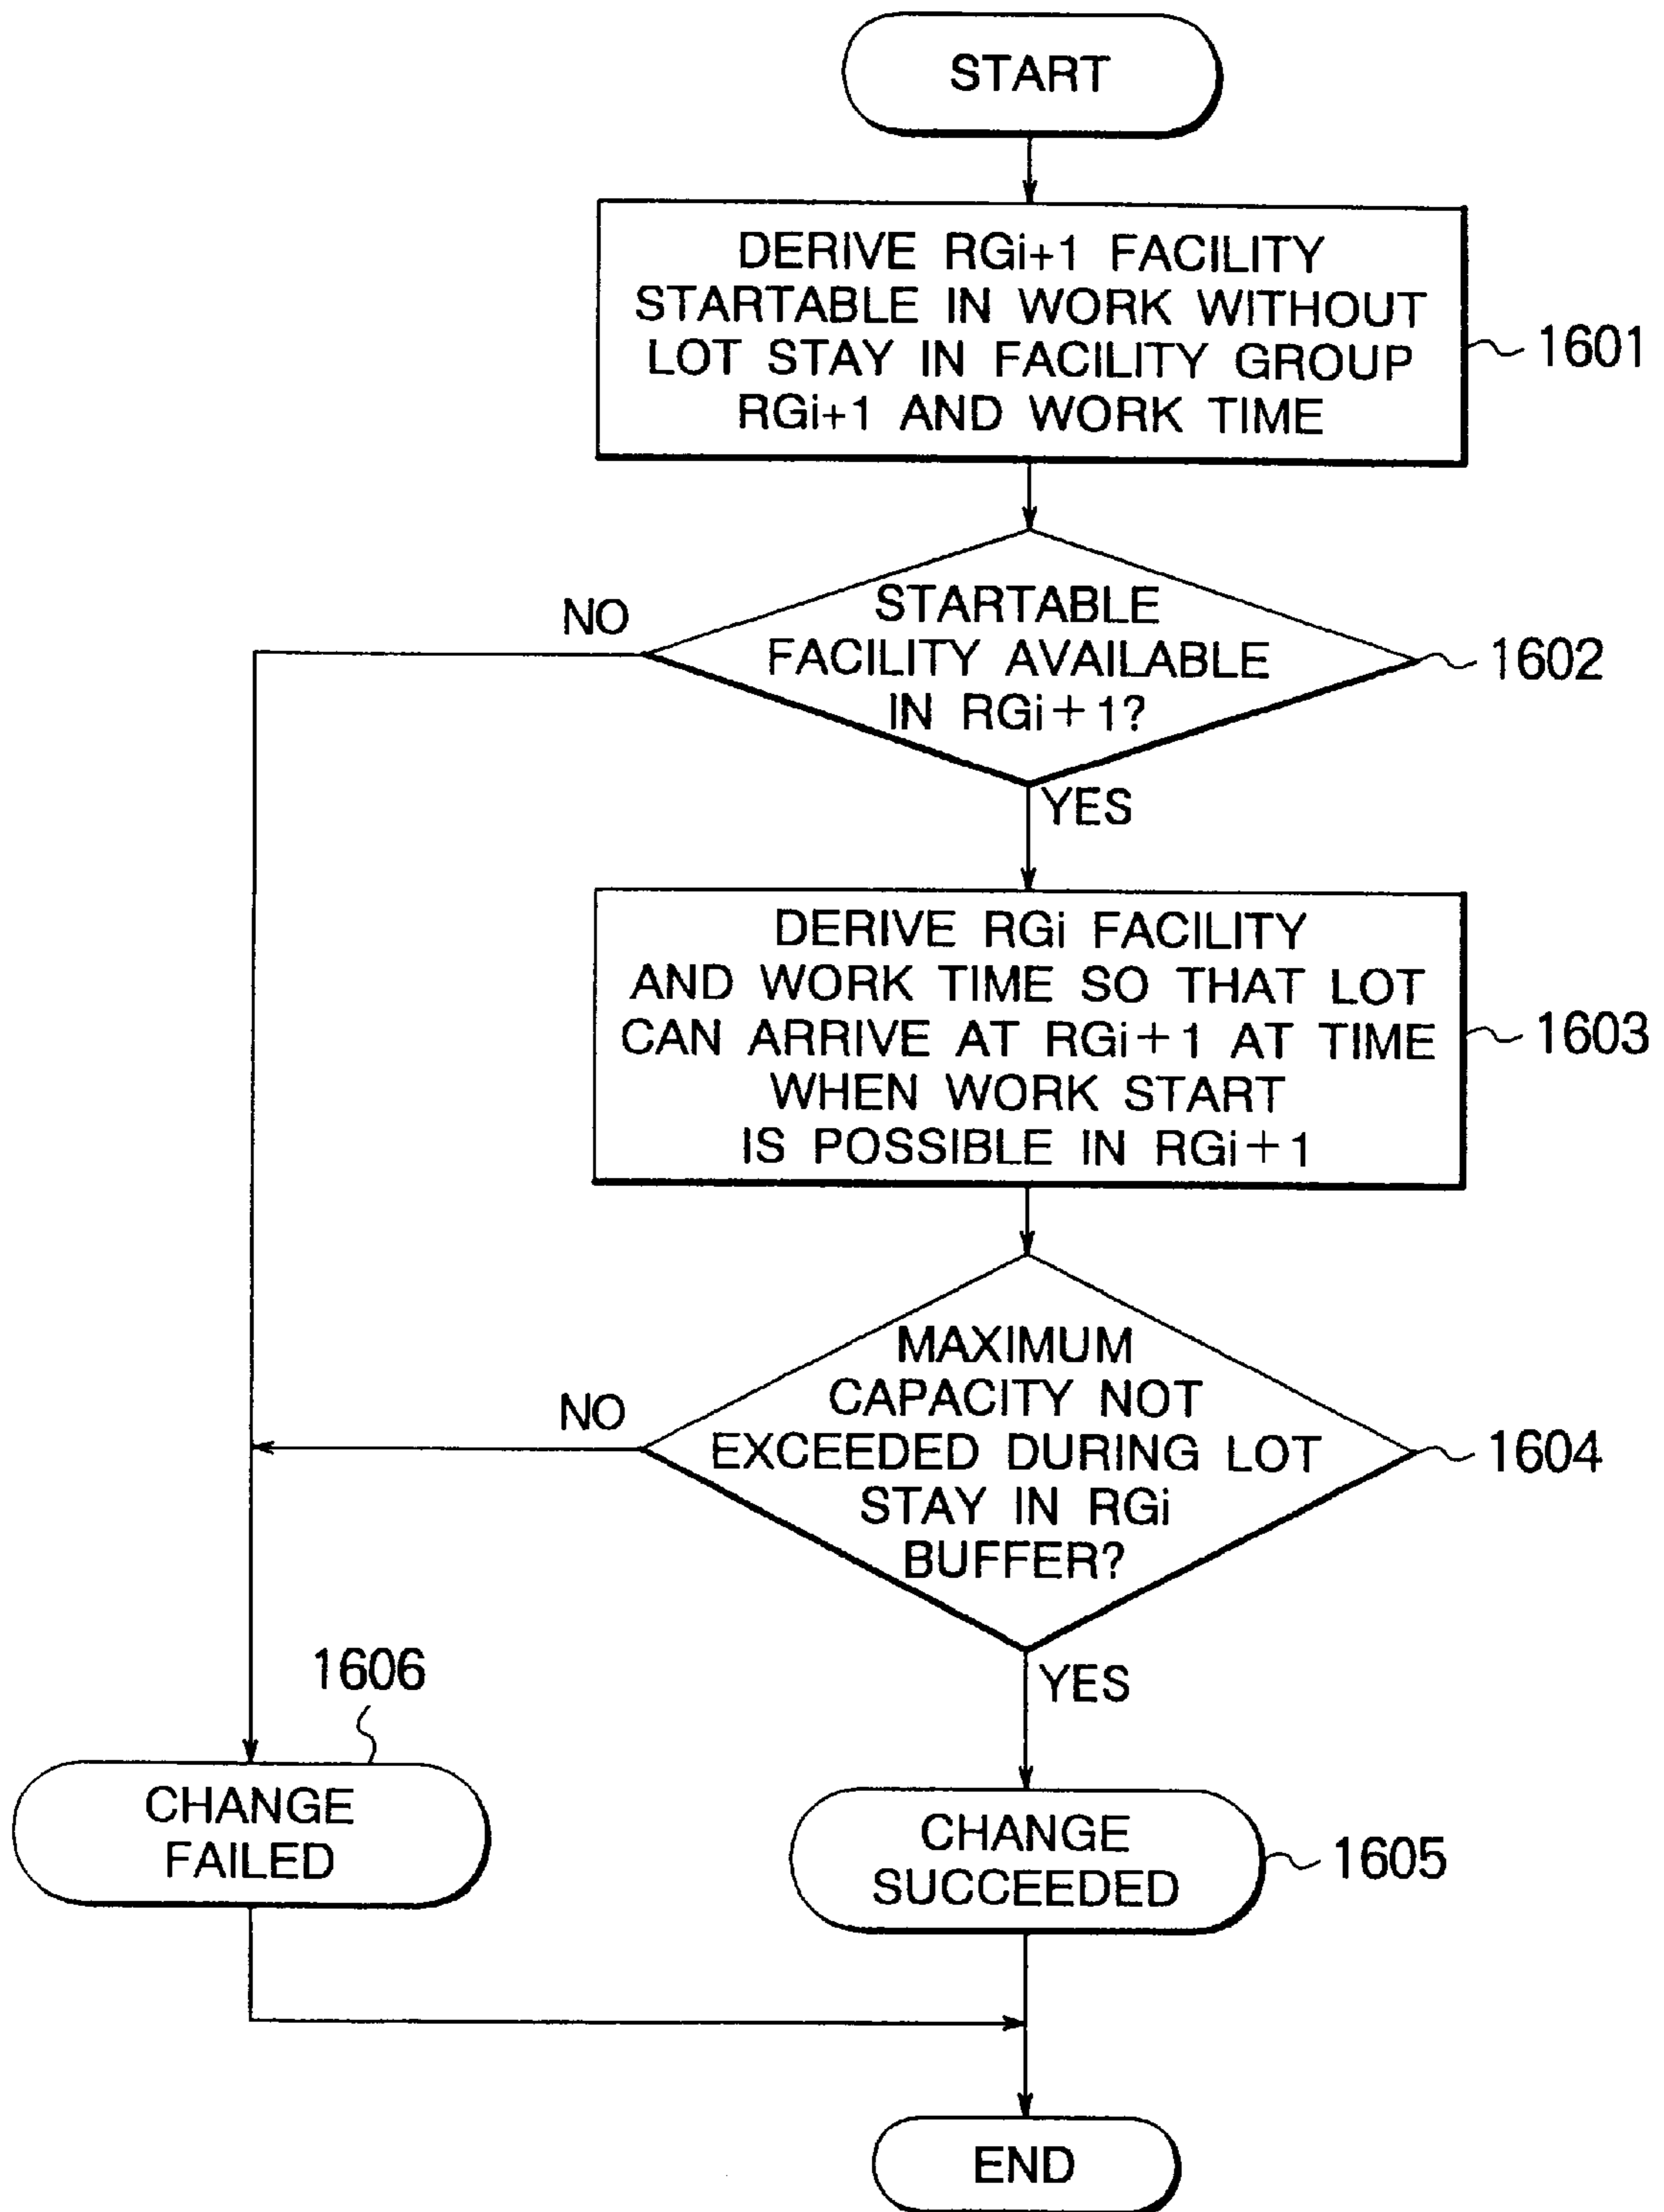 START
DERIVE RGi+1 FACILITY
STARTABLE IN WORK WITHOUT
LOT STAY IN FACILITY GROUP
RGi+1 AND WORK TIME
1601
NO
STARTABLE
FACILITY AVAILABLE
IN RGi+1?
1602
YES
DERIVE RGi FACILITY
AND WORK TIME SO THAT LOT
CAN ARRIVE AT RGi+1 AT TIME
WHEN WORK START
IS POSSIBLE IN RGi+1
1603
NO
MAXIMUM
CAPACITY NOT
EXCEEDED DURING LOT
STAY IN RGi
BUFFER?
1604
YES
1606
CHANGE
FAILED
CHANGE
SUCCEEDED
1605
END